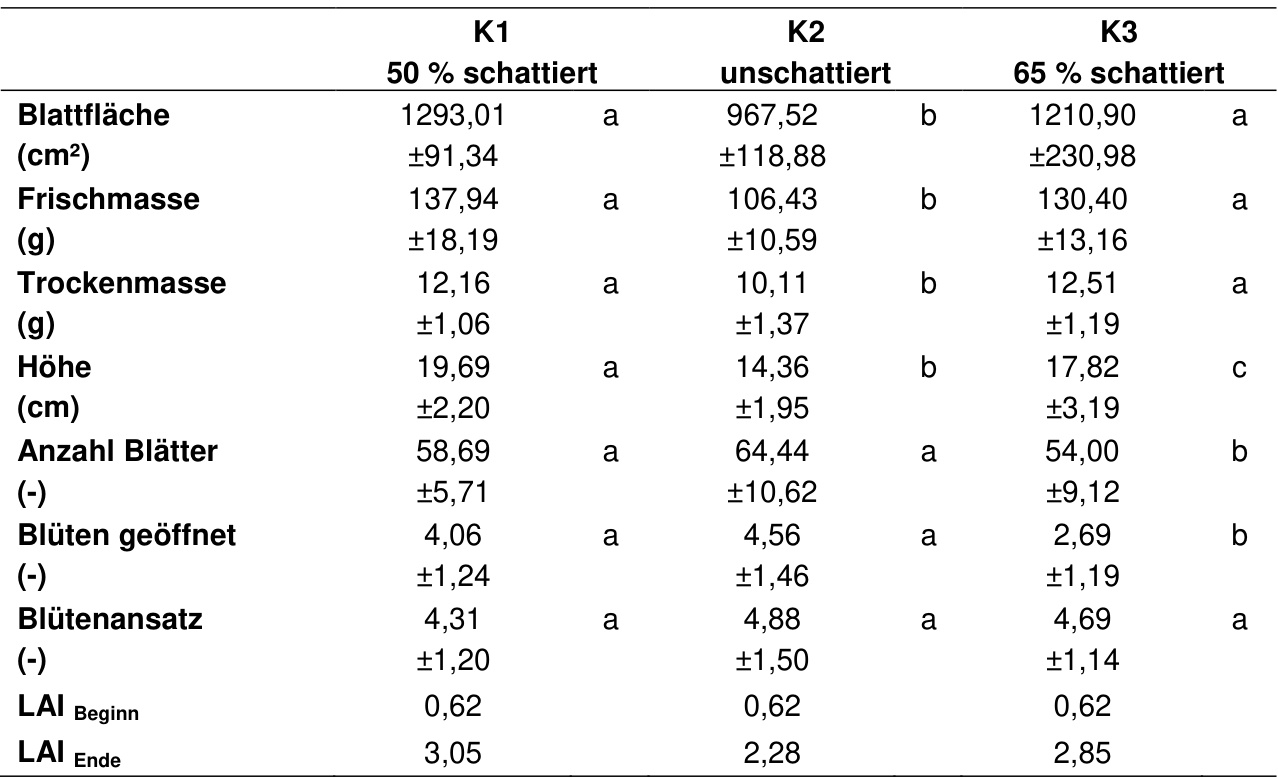 K1 K2 K3
50 % schattiert unschattiert 65 % schattiert
Blattfläche 1293,01 a 967,52 b 1210,90 a
(cm²) ±91,34 ±118,88 ±230,98
Frischmasse 137,94 a 106,43 b 130,40 a
(g) ±18,19 ±10,59 ±13,16
Trockenmasse 12,16 a 10,11 b 12,51 a
(g) ±1,06 ±1,37 ±1,19
Höhe 19,69 a 14,36 b 17,82 c
(cm) ±2,20 ±1,95 ±3,19
Anzahl Blätter 58,69 a 64,44 a 54,00 b
(-) ±5,71 ±10,62 ±9,12
Blüten geöffnet 4,06 a 4,56 a 2,69 b
(-) ±1,24 ±1,46 ±1,19
Blütenansatz 4,31 a 4,88 a 4,69 a
(-) ±1,20 ±1,50 ±1,14
LAI Beginn 0,62 0,62 0,62
LAI Ende 3,05 2,28 2,85